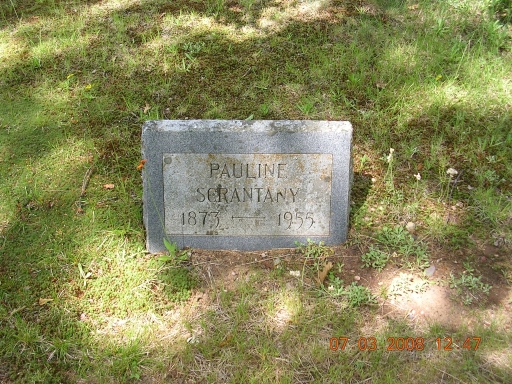 PAULINE
SCRANTANY
1873 1955
07 03 2008 12 47